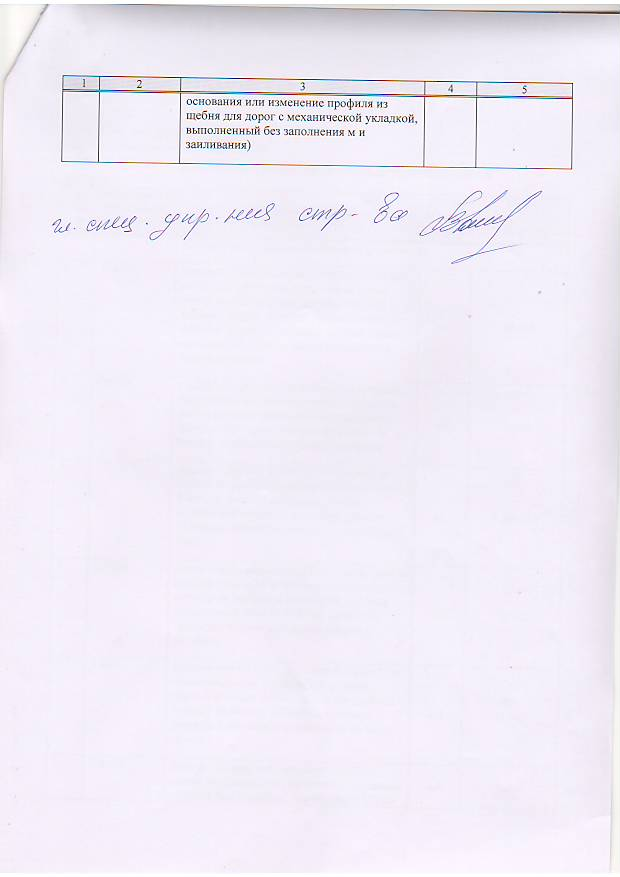 1 2 3 4 5
основания или изменение профиля из
щебня для дорог с механической укладкой,
выполненный без заполнения м и
заиливания)
гл. спец. упр. ния стр - ва